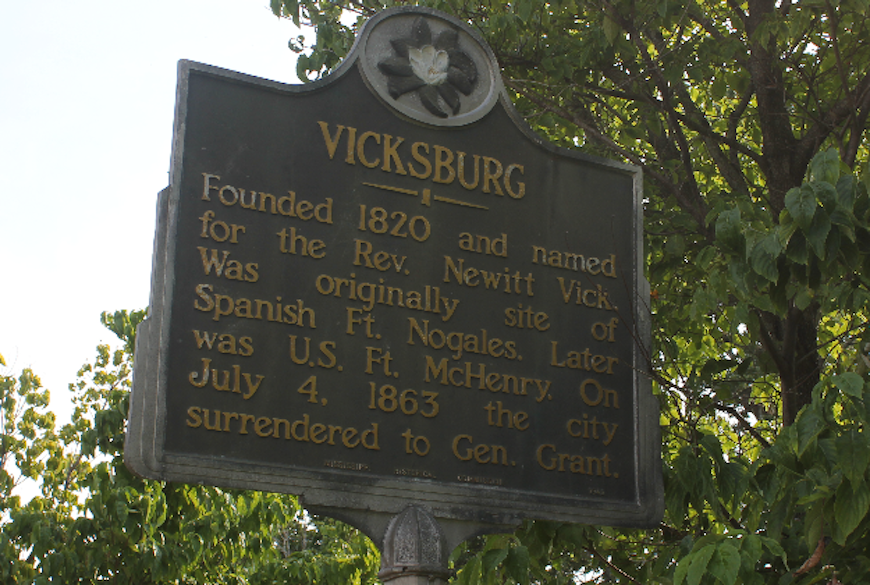 VICKSBURG
Founded 1820 and named
for the Rev. Newitt Vick.
Was originally site of
Spanish Ft. Nogales. Later
was U.S. Ft. McHenry. On
July 4, 1863 the city
surrendered to Gen. Grant.